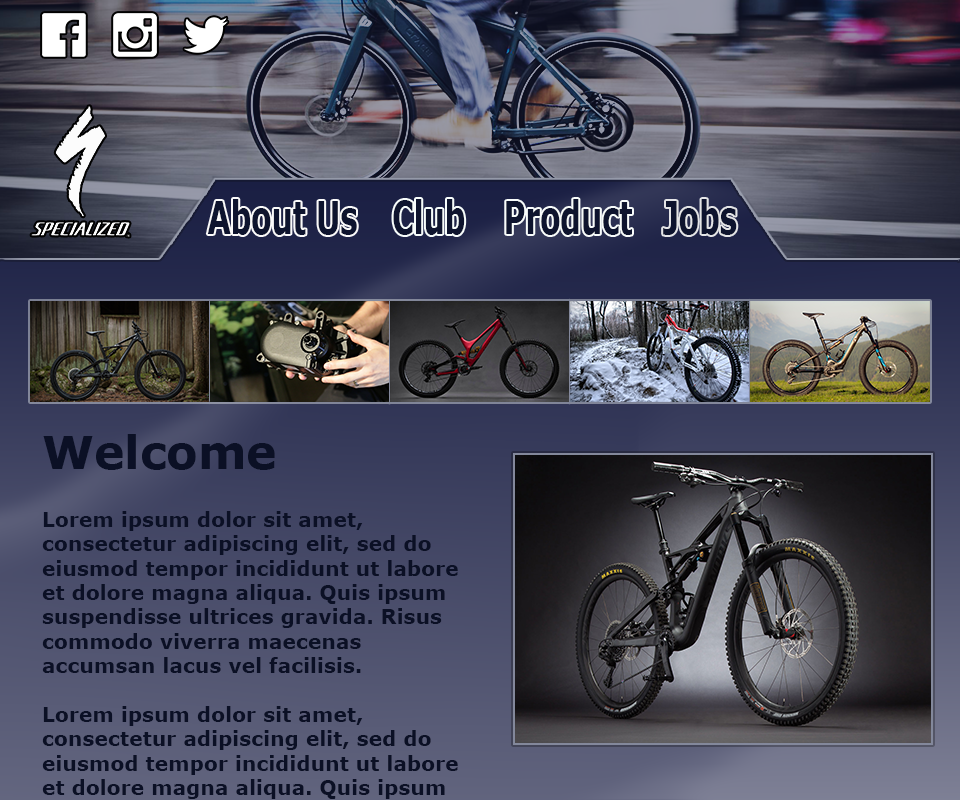 SPECIALIZED
About Us Club Product Jobs
Welcome
MAXXIS
MAXXIS
Lorem ipsum dolor sit amet,
consectetur adipiscing elit, sed do
eiusmod tempor incididunt ut labore
et dolore magna aliqua. Quis ipsum
suspendisse ultrices gravida. Risus
commodo viverra maecenas
accumsan lacus vel facilisis.
Lorem ipsum dolor sit amet,
consectetur adipiscing elit, sed do
eiusmod tempor incididunt ut labore
et dolore magna aliqua. Quis ipsum